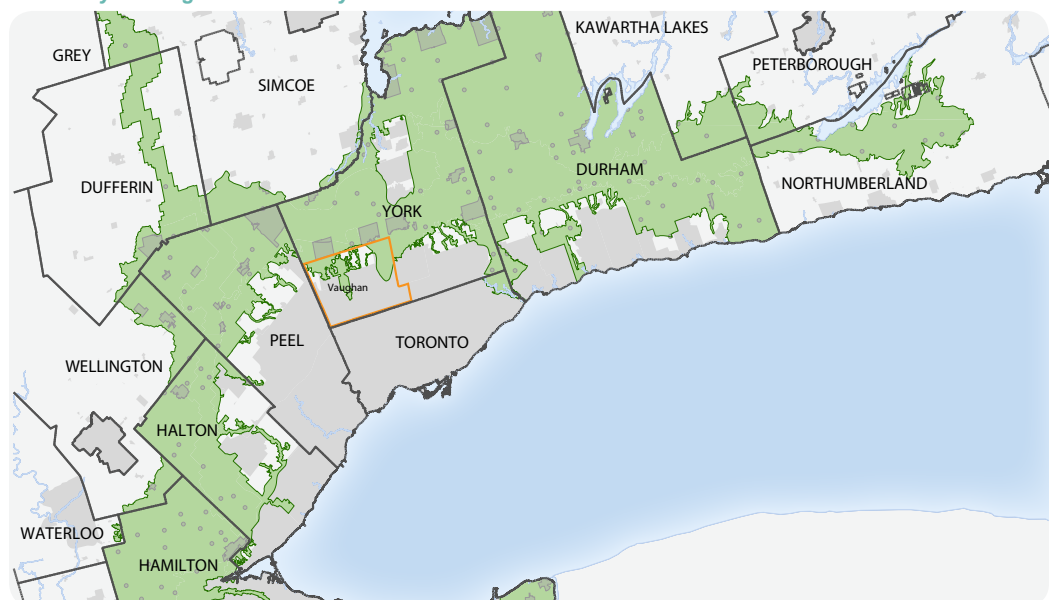 KAWARTHA LAKES
GREY
PETERBOROUGH
SIMCOE
DURHAM
DUFFERIN
NORTHUMBERLAND
YORK
Vaughan
PEEL
TORONTO
WELLINGTON
HALTON
WATERLOO
HAMILTON